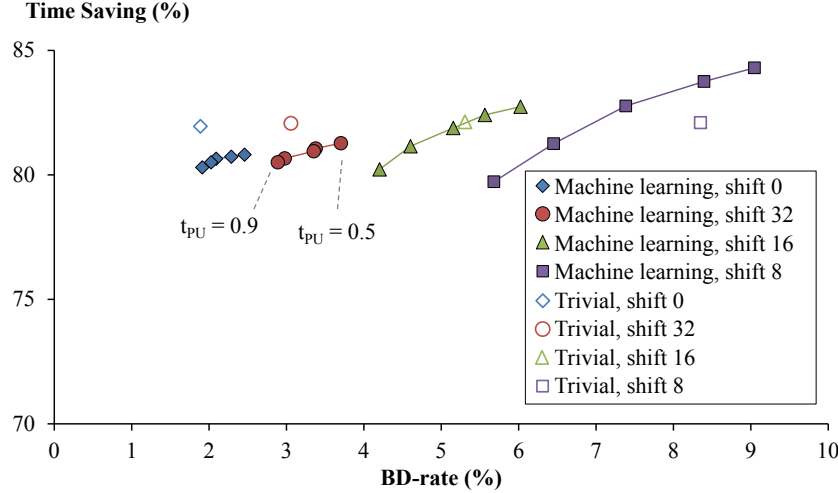 Time Saving (%)
85
80
75
70
t_PU = 0.9
t_PU = 0.5
Machine learning, shift 0
Machine learning, shift 32
Machine learning, shift 16
Machine learning, shift 8
Trivial, shift 0
Trivial, shift 32
Trivial, shift 16
Trivial, shift 8
0 1 2 3 4 5 6 7 8 9 10
BD-rate (%)